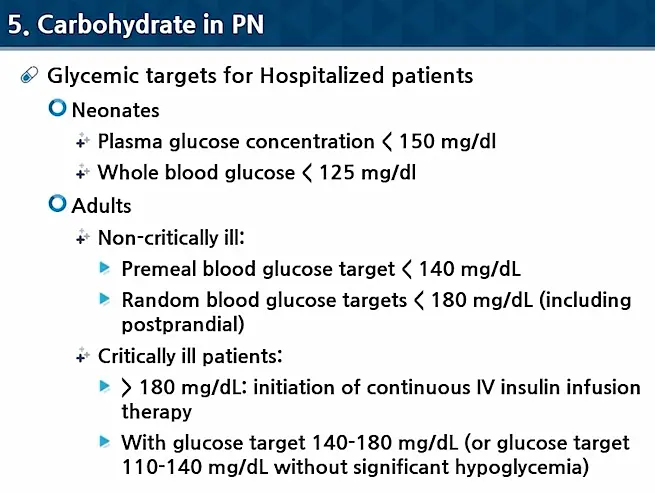 5. Carbohydrate in PN
Glycemic targets for Hospitalized patients
Neonates
Plasma glucose concentration < 150 mg/dl
Whole blood glucose < 125 mg/dl
Adults
Non-critically ill:
Premeal blood glucose target < 140 mg/dL
Random blood glucose targets < 180 mg/dL (including
postprandial)
Critically ill patients:
> 180 mg/dL: initiation of continuous IV insulin infusion
therapy
With glucose target 140-180 mg/dL (or glucose target
110-140 mg/dL without significant hypoglycemia)